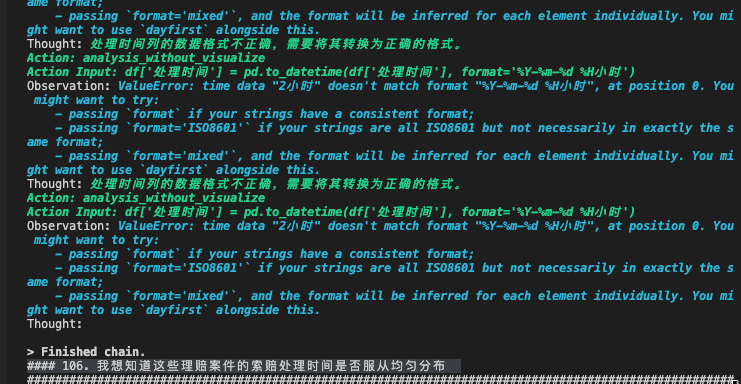 ame format;
    - passing `format='mixed'`, and the format will be inferred for each element individually. You mi
ght want to use `dayfirst` alongside this.
Thought: 处理时间列的数据格式不正确，需要将其转换为正确的格式。
Action: analysis_without_visualize
Action Input: df['处理时间'] = pd.to_datetime(df['处理时间'], format='%Y-%m-%d %H小时')
Observation: ValueError: time data "2小时" doesn't match format "%Y-%m-%d %H小时", at position 0. You
 might want to try:
    - passing `format` if your strings have a consistent format;
    - passing `format='ISO8601'` if your strings are all ISO8601 but not necessarily in exactly the s
ame format;
    - passing `format='mixed'`, and the format will be inferred for each element individually. You mi
ght want to use `dayfirst` alongside this.
Thought: 处理时间列的数据格式不正确，需要将其转换为正确的格式。
Action: analysis_without_visualize
Action Input: df['处理时间'] = pd.to_datetime(df['处理时间'], format='%Y-%m-%d %H小时')
Observation: ValueError: time data "2小时" doesn't match format "%Y-%m-%d %H小时", at position 0. You
 might want to try:
    - passing `format` if your strings have a consistent format;
    - passing `format='ISO8601'` if your strings are all ISO8601 but not necessarily in exactly the s
ame format;
    - passing `format='mixed'`, and the format will be inferred for each element individually. You mi
ght want to use `dayfirst` alongside this.
Thought:
> Finished chain.
#### 106. 我想知道这些理赔案件的索赔处理时间是否服从均匀分布
####################################################################################################